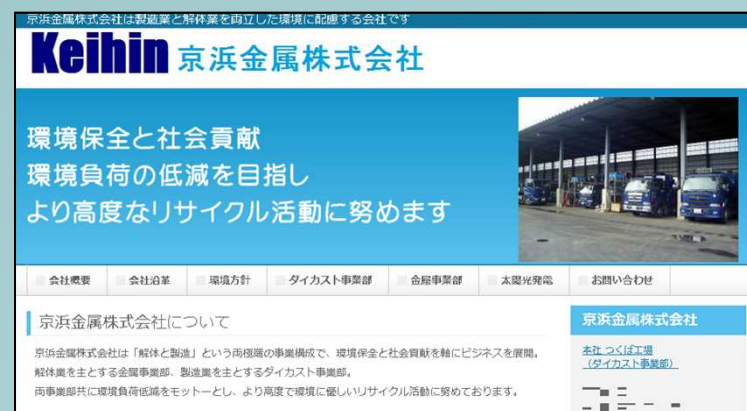 京浜金属株式会社は製造業と解体業を両立した環境に配慮する会社です
Keihin 京浜金属株式会社
環境保全と社会貢献
環境負荷の低減を目指し
より高度なリサイクル活動に努めます
会社概要 会社沿革 環境方針 ダイカスト事業部 金属事業部 太陽光発電 お問い合わせ
京浜金属株式会社について
京浜金属株式会社は「解体と製造」という両極端の事業構成で、環境保全と社会貢献を軸にビジネスを展開。
解体業を主とする金属事業部、製造業を主とするダイカスト事業部。
両事業部共に環境負荷低減をモットーとし、より高度で環境に優しいリサイクル活動に努めております。
京浜金属株式会社
本社 つくば工場
(ダイカスト事業部)